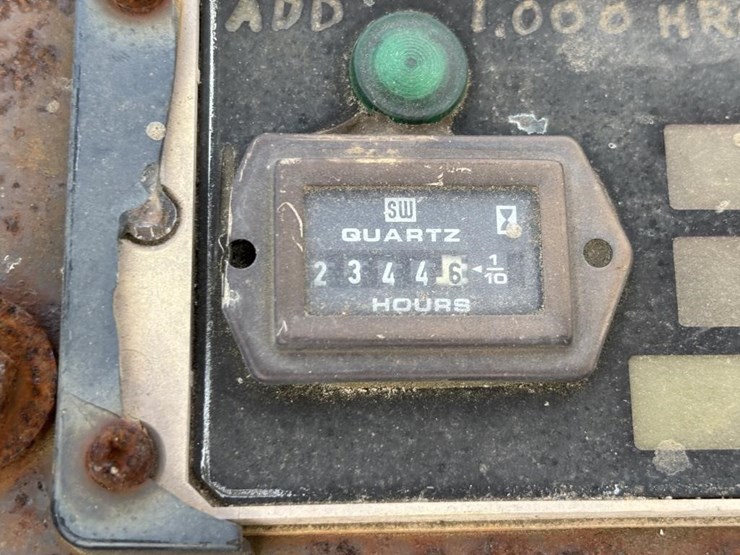 ADD 1.000 HR
SW
QUARTZ
2 3 4 4 .6 ◄ 1/10
HOURS